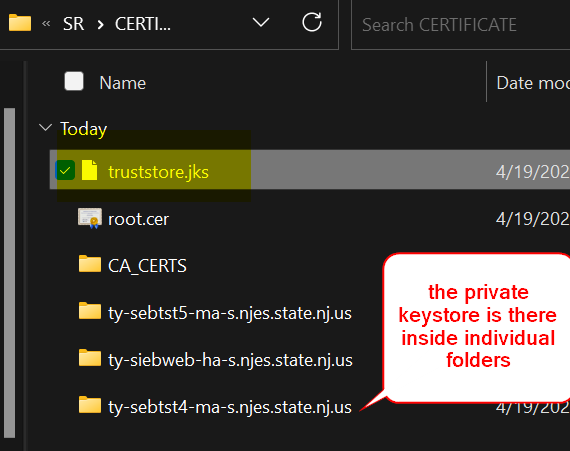 « SR > CERTI...
Search CERTIFICATE
Name
Date mod
Today
truststore.jks
4/19/202
root.cer
4/19/202
CA_CERTS
ty-sebtst5-ma-s.njes.state.nj.us
ty-siebweb-ha-s.njes.state.nj.us
ty-sebtst4-ma-s.njes.state.nj.us
4/19/202
the private
keystore is there
inside individual
folders